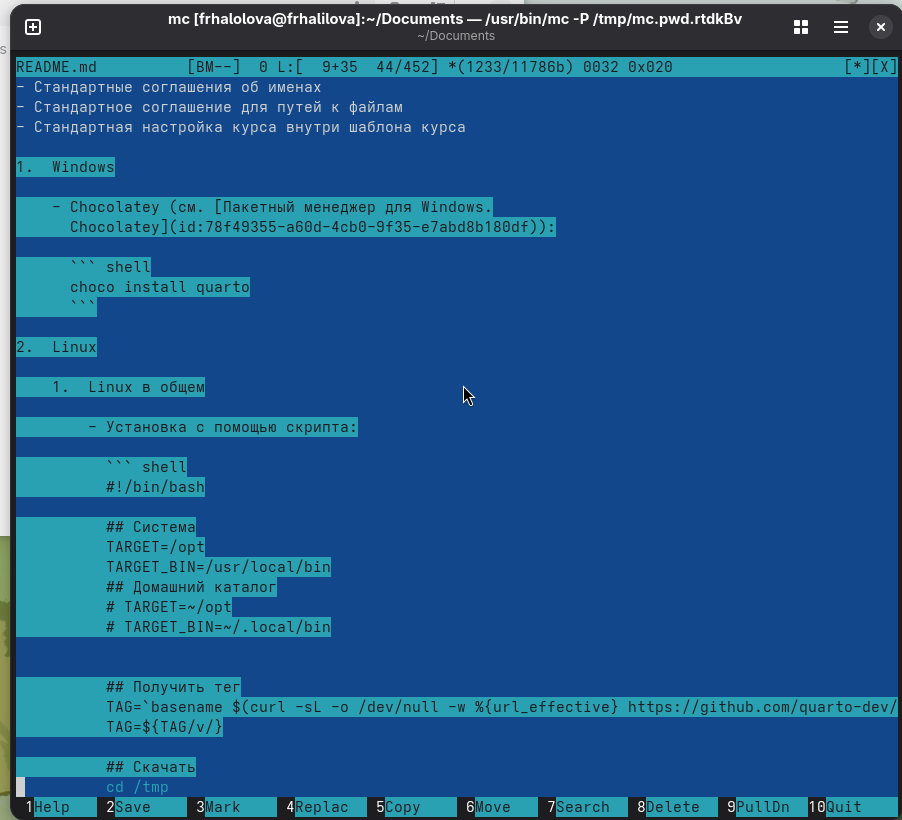 mc [frhalolova@frhalilova]:~/Documents — /usr/bin/mc -P /tmp/mc.pwd.rtdkBv
~/Documents
README.md          [BM--]  0 L:[  9+35  44/452] *(1233/11786b) 0032 0x020                   [*][X]
- Стандартные соглашения об именах
- Стандартное соглашение для путей к файлам
- Стандартная настройка курса внутри шаблона курса
1.  Windows
    - Chocolatey (см. [Пакетный менеджер для Windows.
      Chocolatey](id:78f49355-a60d-4cb0-9f35-e7abd8b180df)):
      ``` shell
      choco install quarto
      ```
2.  Linux
    1.  Linux в общем
        - Установка с помощью скрипта:
          ``` shell
          #!/bin/bash
          ## Система
          TARGET=/opt
          TARGET_BIN=/usr/local/bin
          ## Домашний каталог
          # TARGET=~/opt
          # TARGET_BIN=~/.local/bin
          ## Получить тег
          TAG=`basename $(curl -sL -o /dev/null -w %{url_effective} https://github.com/quarto-dev/
          TAG=${TAG/v/}
          ## Скачать
          cd /tmp
1Help   2Save   3Mark   4Replac   5Copy   6Move   7Search   8Delete   9PullDn   10Quit